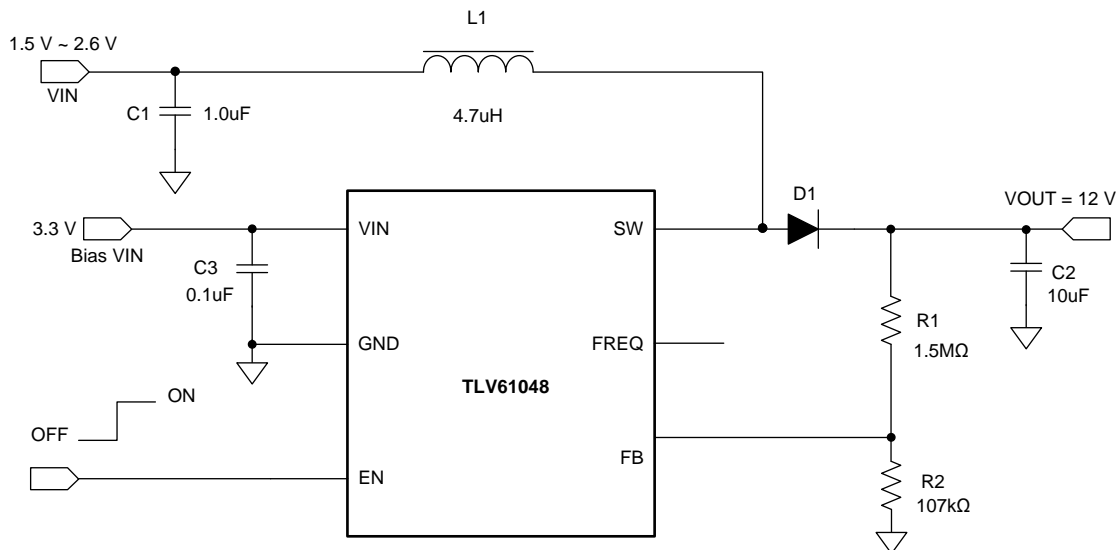 L1
1.5 V ~ 2.6 V
VIN
C1
1.0uF
4.7uH
D1
VOUT = 12 V
3.3 V
Bias VIN
VIN
SW
C3
0.1uF
C2
10uF
R1
1.5MΩ
GND
FREQ
TLV61048
ON
OFF
FB
EN
R2
107kΩ